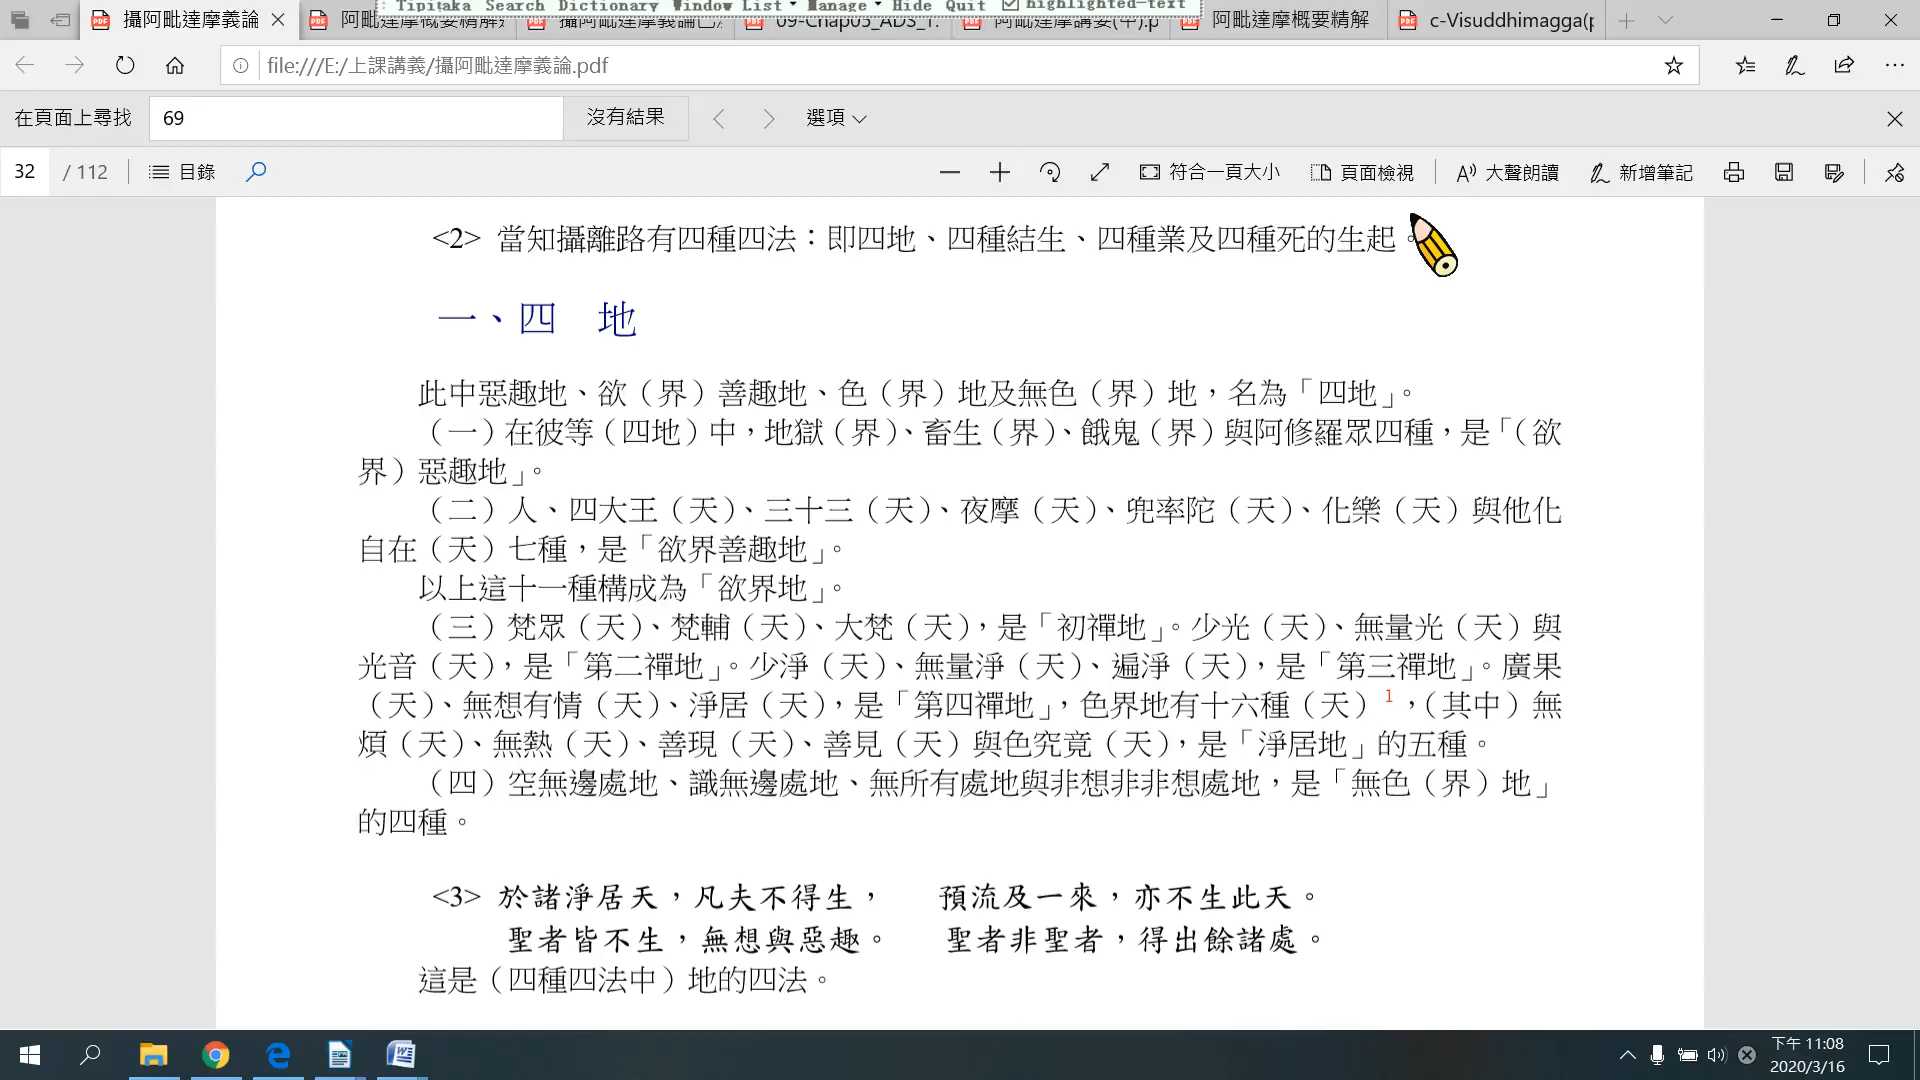 Tipiṭaka Search Dictionary Window List Manage Hide Quit highlighted-text
攝阿毗達摩義論
阿毗達摩概要精解
c-Visuddhimagga(p
file:///E:/上課講義/攝阿毗達摩義論.pdf
在頁面上尋找 69 沒有結果 選項
32 / 112 目錄 符合一頁大小 頁面檢視 大聲朗讀 新增筆記
<2> 當知攝離路有四種四法：即四地、四種結生、四種業及四種死的生起。
一、四 地
此中惡趣地、欲（界）善趣地、色（界）地及無色（界）地，名為「四地」。
（一）在彼等（四地）中，地獄（界）、畜生（界）、餓鬼（界）與阿修羅眾四種，是「（欲
界）惡趣地」。
（二）人、四大王（天）、三十三（天）、夜摩（天）、兜率陀（天）、化樂（天）與他化
自在（天）七種，是「欲界善趣地」。
以上這十一種構成為「欲界地」。
（三）梵眾（天）、梵輔（天）、大梵（天），是「初禪地」。少光（天）、無量光（天）與
光音（天），是「第二禪地」。少淨（天）、無量淨（天）、遍淨（天），是「第三禪地」。廣果
（天）、無想有情（天）、淨居（天），是「第四禪地」，色界地有十六種（天）1，（其中）無
煩（天）、無熱（天）、善現（天）、善見（天）與色究竟（天），是「淨居地」的五種。
（四）空無邊處地、識無邊處地、無所有處地與非想非非想處地，是「無色（界）地」
的四種。
<3> 於諸淨居天，凡夫不得生， 預流及一來，亦不生此天。
聖者皆不生，無想與惡趣。 聖者非聖者，得出餘諸處。
這是（四種四法中）地的四法。
下午 11:08
2020/3/16